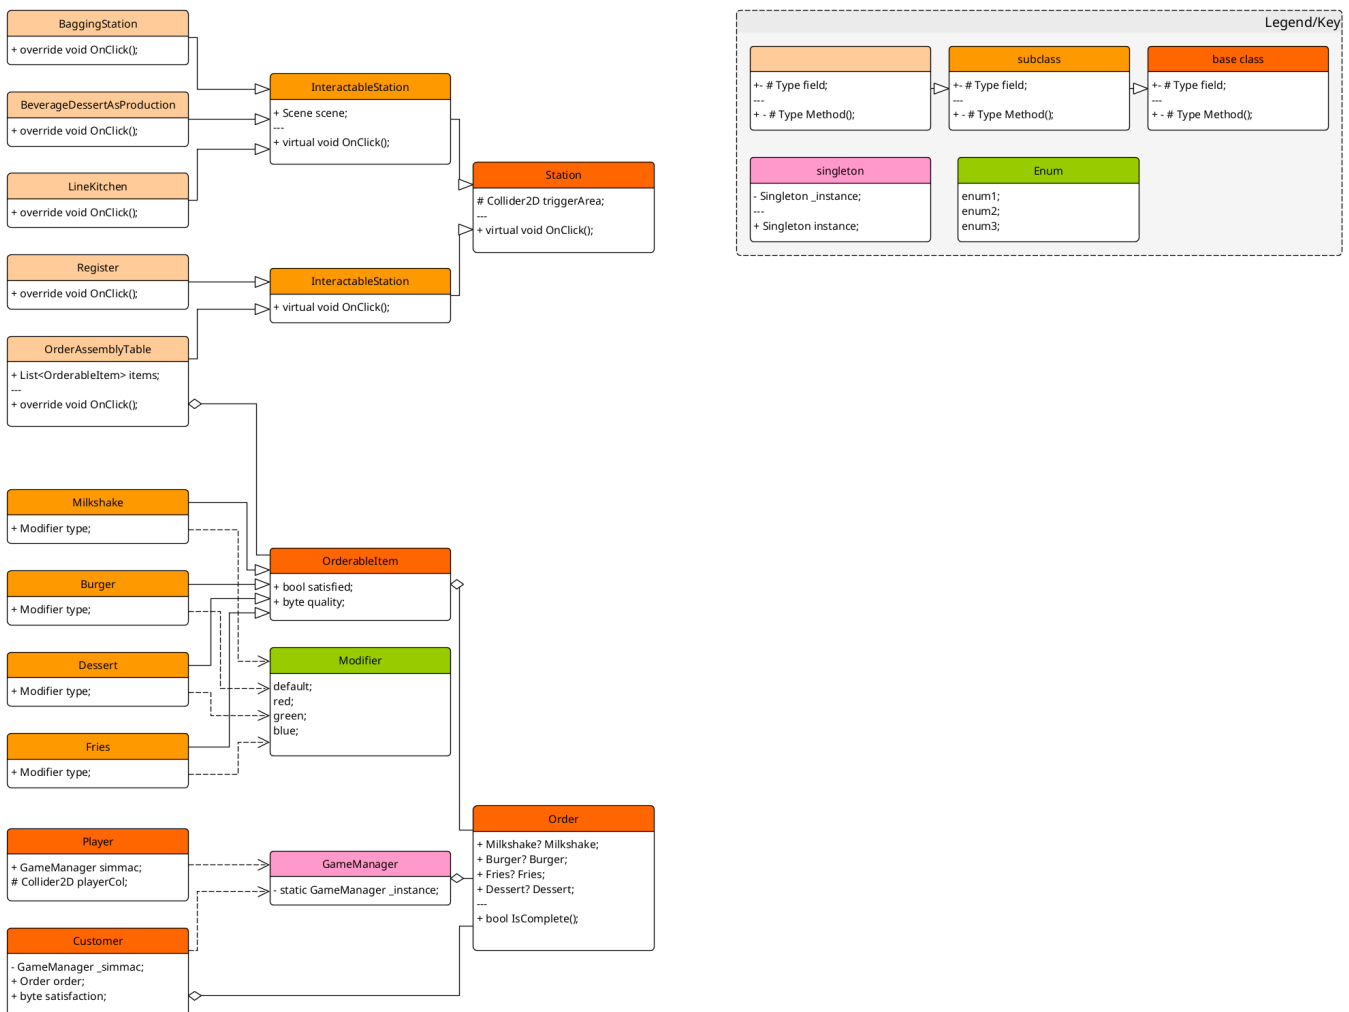 BaggingStation
+ override void OnClick();
BeverageDessertAsProduction
+ override void OnClick();
LineKitchen
+ override void OnClick();
Register
+ override void OnClick();
OrderAssemblyTable
+ List<OrderableItem> items;
---
+ override void OnClick();
InteractableStation
+ Scene scene;
---
+ virtual void OnClick();
InteractableStation
+ virtual void OnClick();
Station
# Collider2D triggerArea;
---
+ virtual void OnClick();
Legend/Key
+- # Type field;
---
+ - # Type Method();
subclass
+- # Type field;
---
+ - # Type Method();
base class
+- # Type field;
---
+ - # Type Method();
singleton
- Singleton _instance;
---
+ Singleton instance;
Enum
enum1;
enum2;
enum3;
Milkshake
+ Modifier type;
Burger
+ Modifier type;
Dessert
+ Modifier type;
Fries
+ Modifier type;
OrderableItem
+ bool satisfied;
+ byte quality;
Modifier
default;
red;
green;
blue;
Player
+ GameManager simmac;
# Collider2D playerCol;
Customer
- GameManager _simmac;
+ Order order;
+ byte satisfaction;
GameManager
- static GameManager _instance;
Order
+ Milkshake? Milkshake;
+ Burger? Burger;
+ Fries? Fries;
+ Dessert? Dessert;
---
+ bool IsComplete();